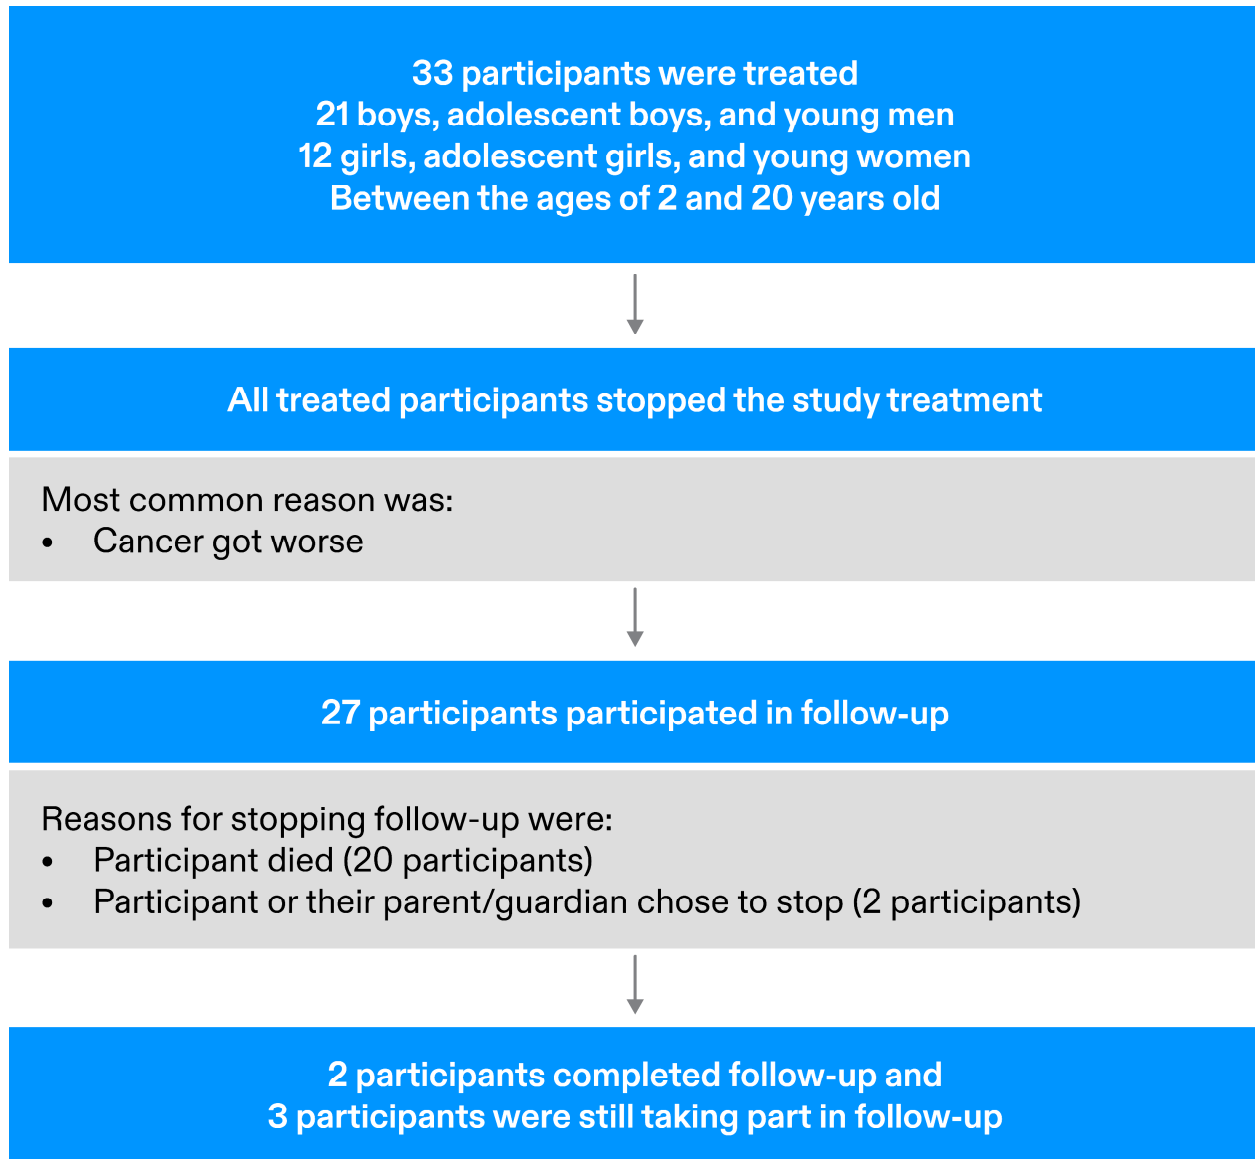 33 participants were treated
21 boys, adolescent boys, and young men
12 girls, adolescent girls, and young women
Between the ages of 2 and 20 years old
All treated participants stopped the study treatment
Most common reason was:
• Cancer got worse
27 participants participated in follow-up
Reasons for stopping follow-up were:
• Participant died (20 participants)
• Participant or their parent/guardian chose to stop (2 participants)
2 participants completed follow-up and
3 participants were still taking part in follow-up